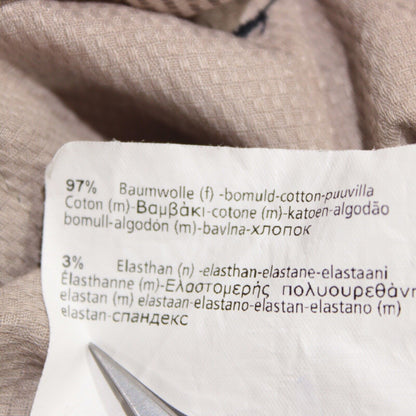 97% Baumwolle (f) -bomuld-cotton-puuvilla
Coton (m)-Βαμβάκι-cotone (m)-katoen-algodão
bomull-algodón (m)-bavlna-хлопок
3% Elasthan (n) -elasthan-elastane-elastaani
Élasthanne (m)-Ελαστομερής πολυουρεθάνη
elastan (m) elastaan-elastano-elastan-elastano (m)
elastan-спандекс